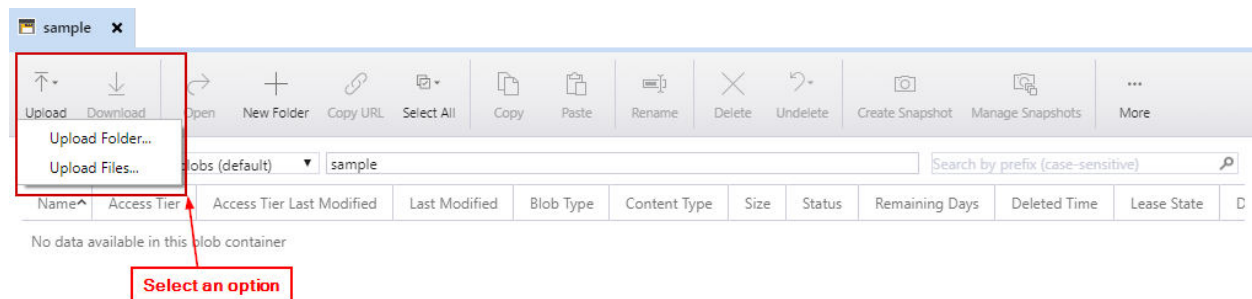 sample
Upload Download Open New Folder Copy URL Select All Copy Paste Rename Delete Undelete Create Snapshot Manage Snapshots More
Upload Folder...
Upload Files...
(default) sample Search by prefix (case-sensitive)
Name Access Tier Access Tier Last Modified Last Modified Blob Type Content Type Size Status Remaining Days Deleted Time Lease State
No data available in this blob container
Select an option